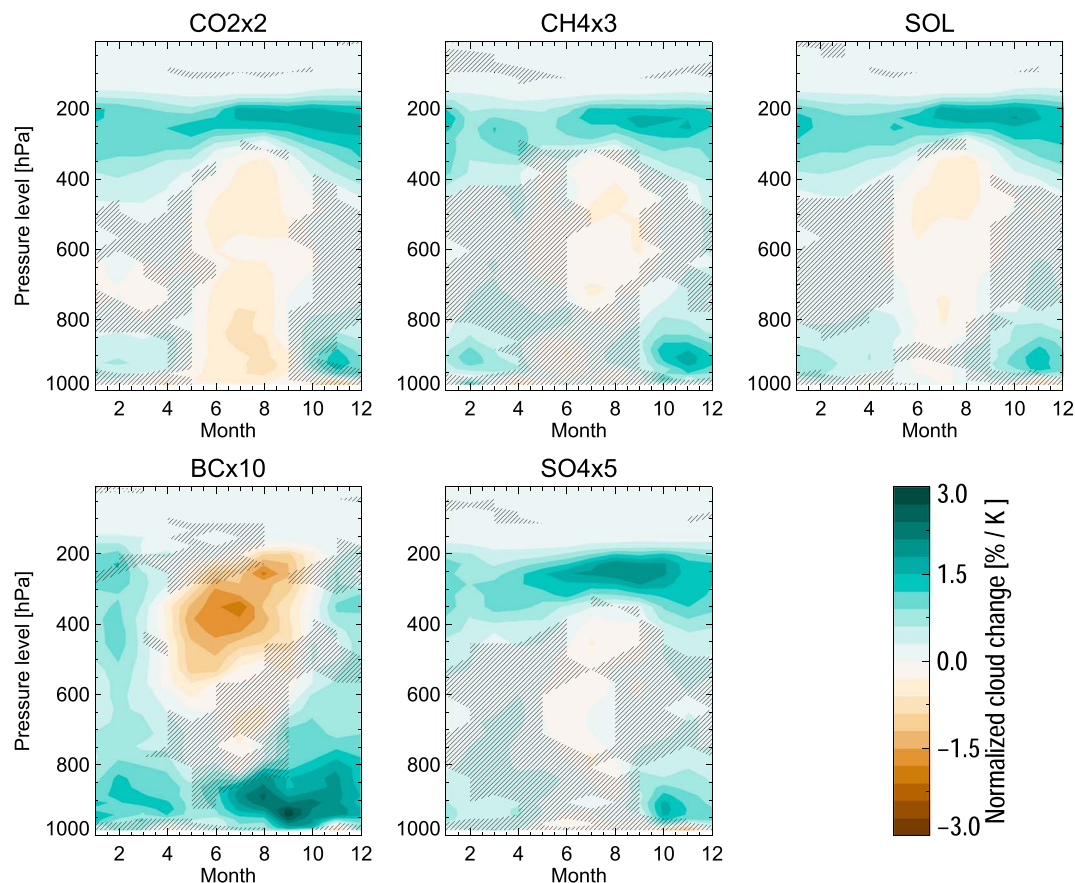 CO2x2
CH4x3
SOL
Pressure level [hPa]
200
400
600
800
1000
2 4 6 8 10 12
Month
2 4 6 8 10 12
Month
200
400
600
800
1000
2 4 6 8 10 12
Month
200
400
600
800
1000
BCx10
SO4x5
Pressure level [hPa]
200
400
600
800
1000
2 4 6 8 10 12
Month
200
400
600
800
1000
2 4 6 8 10 12
Month
3.0
1.5
0.0
−1.5
−3.0
Normalized cloud change [% / K ]